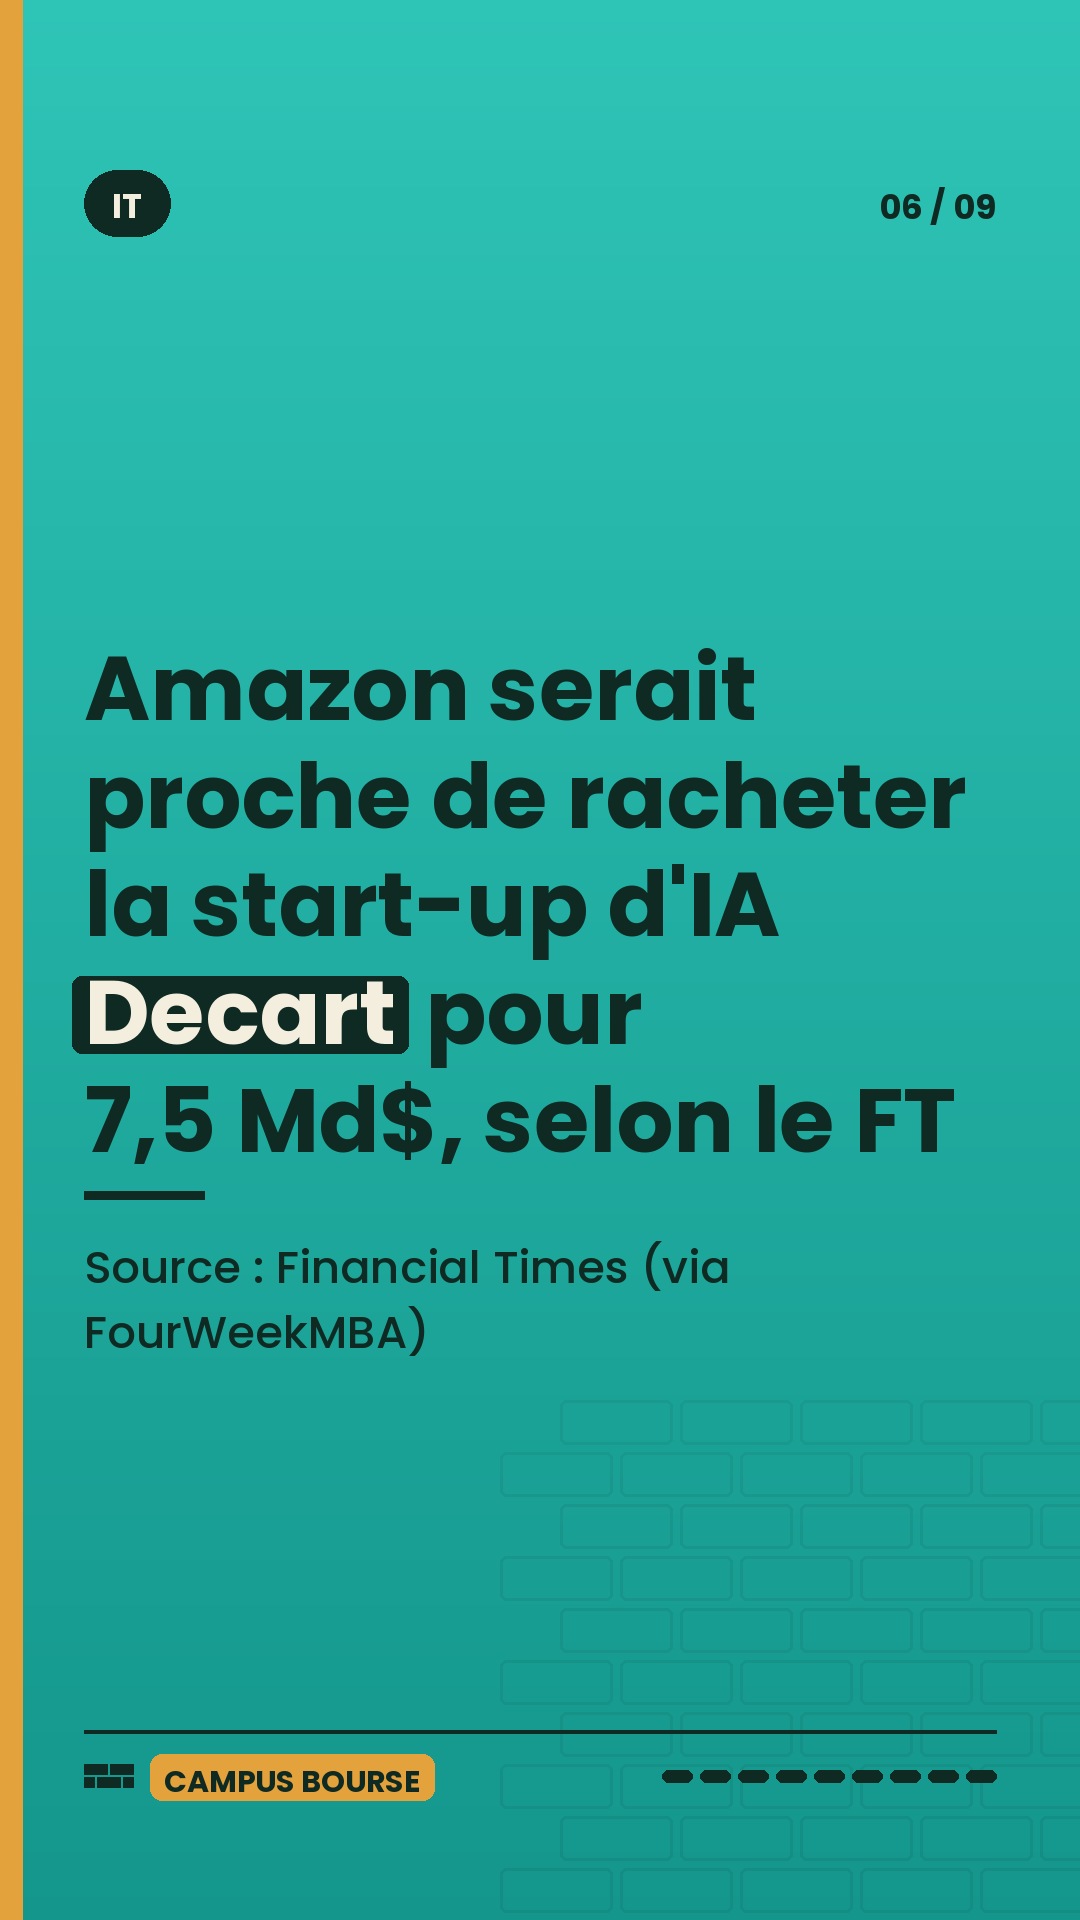 IT
06 / 09
Amazon serait
proche de racheter
la start-up d'IA
Decart pour
7,5 Md$, selon le FT
Source : Financial Times (via
FourWeekMBA)
CAMPUS BOURSE